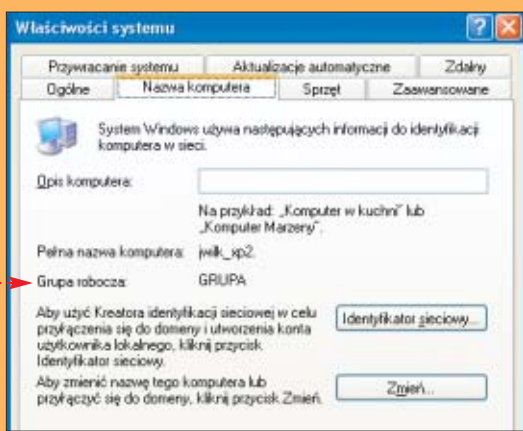 Właściwości systemu
Przywracanie systemu Aktualizacje automatyczne Zdalny
Ogólne Nazwa komputera Sprzęt Zaawansowane
System Windows używa następujących informacji do identyfikacji
komputera w sieci.
Opis komputera:
Na przykład: „Komputer w kuchni" lub
„Komputer Marzeny".
Pełna nazwa komputera: jwilk_xp2.
Grupa robocza: GRUPA
Aby użyć Kreatora identyfikacji sieciowej w celu
przyłączenia się do domeny i utworzenia konta
użytkownika lokalnego, kliknij przycisk
Identyfikator sieciowy.
Identyfikator sieciowy...
Aby zmienić nazwę tego komputera lub
przyłączyć się do domeny, kliknij przycisk Zmień.
Zmień...